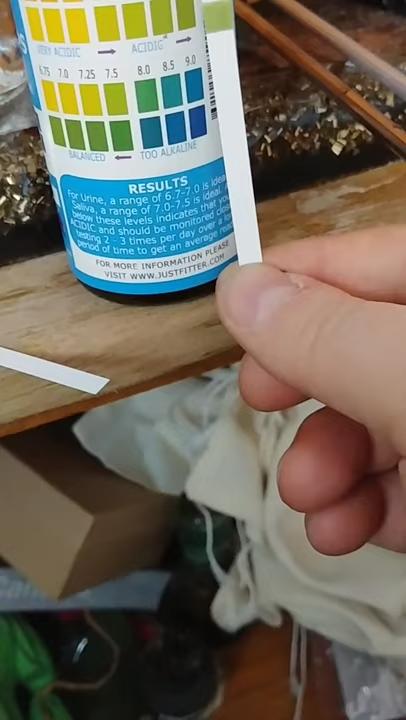 VERY ACIDIC
ACIDIC
6.75 7.0 7.25 7.5 8.0 8.5 9.0
BALANCED TOO ALKALINE
RESULTS
For Urine, a range of 6.7-7.0 is ideal.
Saliva, a range of 7.0-7.5 is ideal.
below these levels indicates that you
ACIDIC and should be monitored
testing 2 - 3 times per day over a
period of time to get an average
FOR MORE INFORMATION PLEASE
VISIT WWW.JUSTFITTER.COM